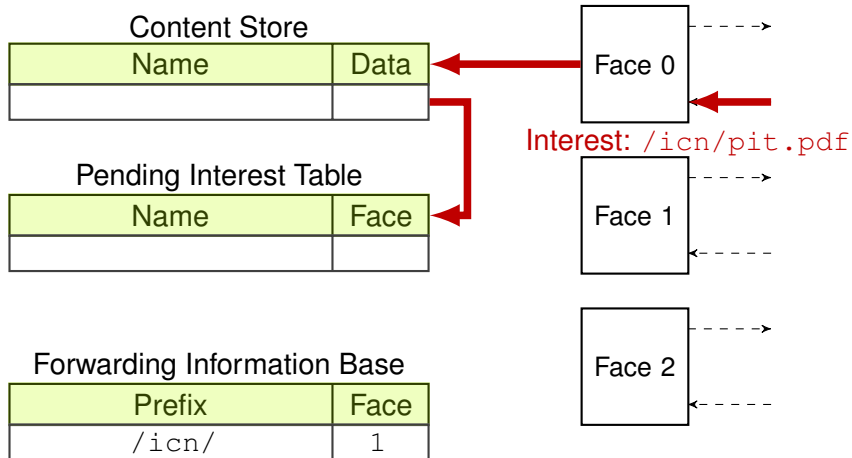 Content Store
Name Data
Face 0
Interest: /icn/pit.pdf
Pending Interest Table
Name Face
Face 1
Forwarding Information Base
Prefix Face
/icn/ 1
Face 2